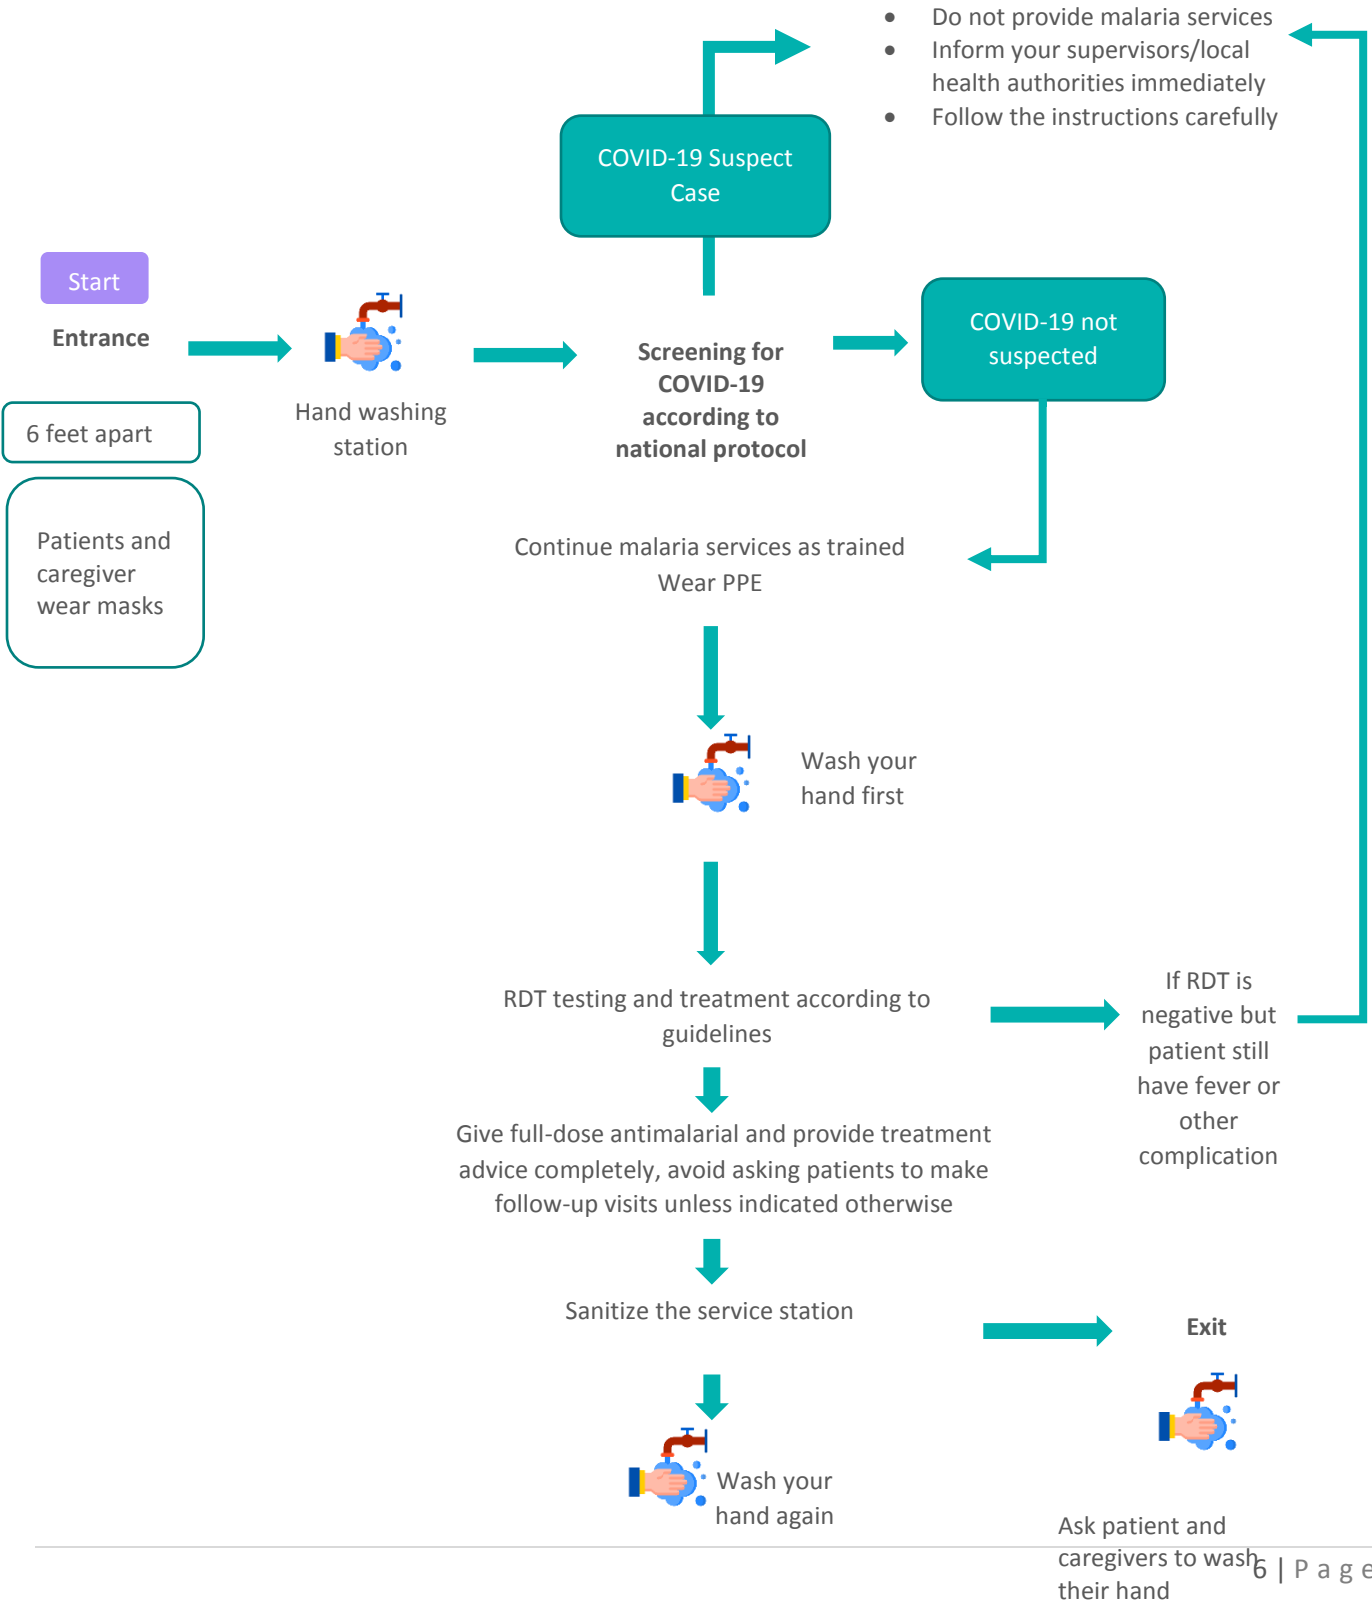 • Do not provide malaria services
• Inform your supervisors/local
health authorities immediately
• Follow the instructions carefully
COVID-19 Suspect
Case
Start
Entrance
6 feet apart
Patients and
caregiver
wear masks
Hand washing
station
Screening for
COVID-19
according to
national protocol
COVID-19 not
suspected
Continue malaria services as trained
Wear PPE
Wash your
hand first
RDT testing and treatment according to
guidelines
If RDT is
negative but
patient still
have fever or
other
complication
Give full-dose antimalarial and provide treatment
advice completely, avoid asking patients to make
follow-up visits unless indicated otherwise
Sanitize the service station
Exit
Wash your
hand again
Ask patient and
caregivers to wash
their hand
6 | P a g e